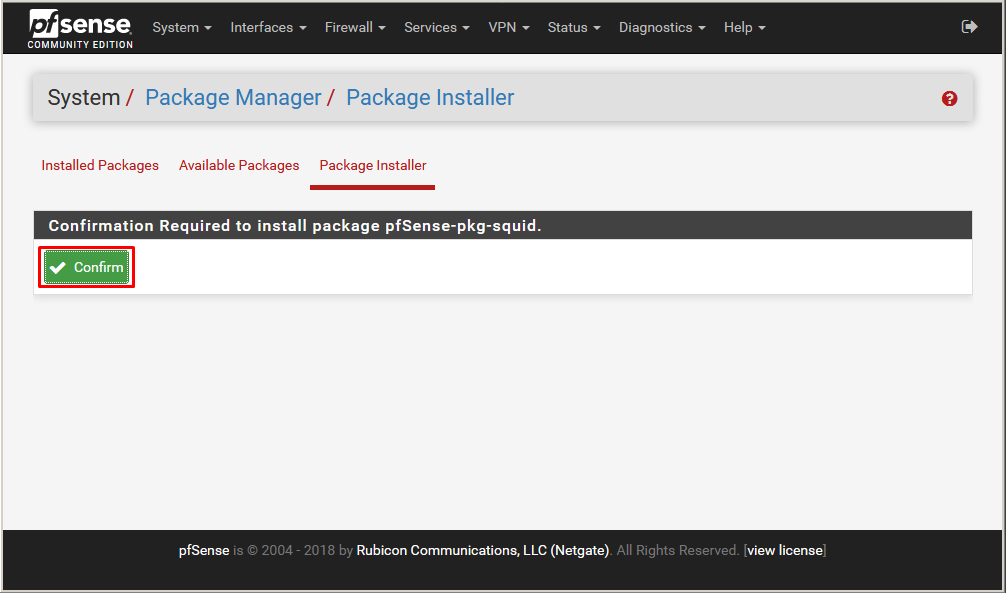 pfsense
COMMUNITY EDITION
System Interfaces Firewall Services VPN Status Diagnostics Help
System / Package Manager / Package Installer
?
Installed Packages Available Packages Package Installer
Confirmation Required to install package pfSense-pkg-squid.
Confirm
pfSense is © 2004 - 2018 by Rubicon Communications, LLC (Netgate). All Rights Reserved. [view license]